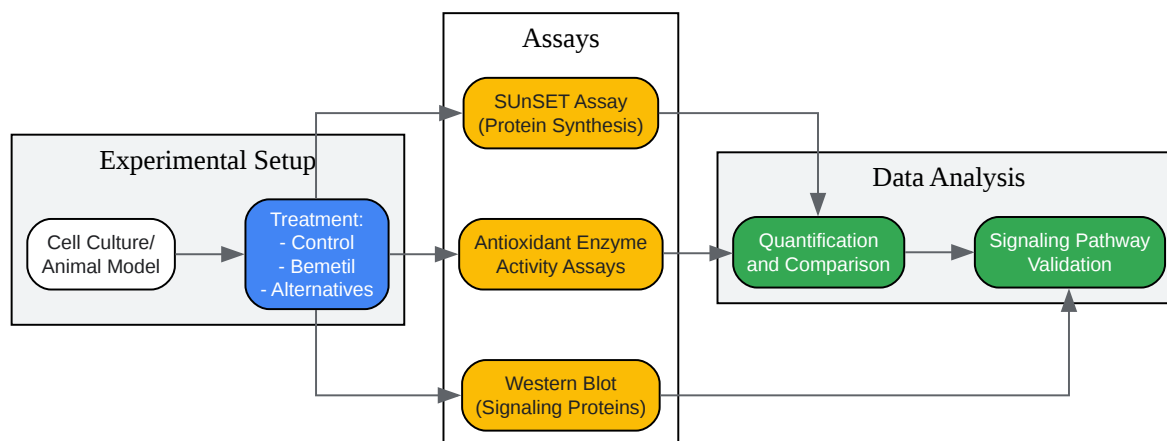 Experimental Setup
Cell Culture/
Animal Model
Treatment:
- Control
- Bemetil
- Alternatives
Assays
SUnSET Assay
(Protein Synthesis)
Antioxidant Enzyme
Activity Assays
Western Blot
(Signaling Proteins)
Data Analysis
Quantification
and Comparison
Signaling Pathway
Validation